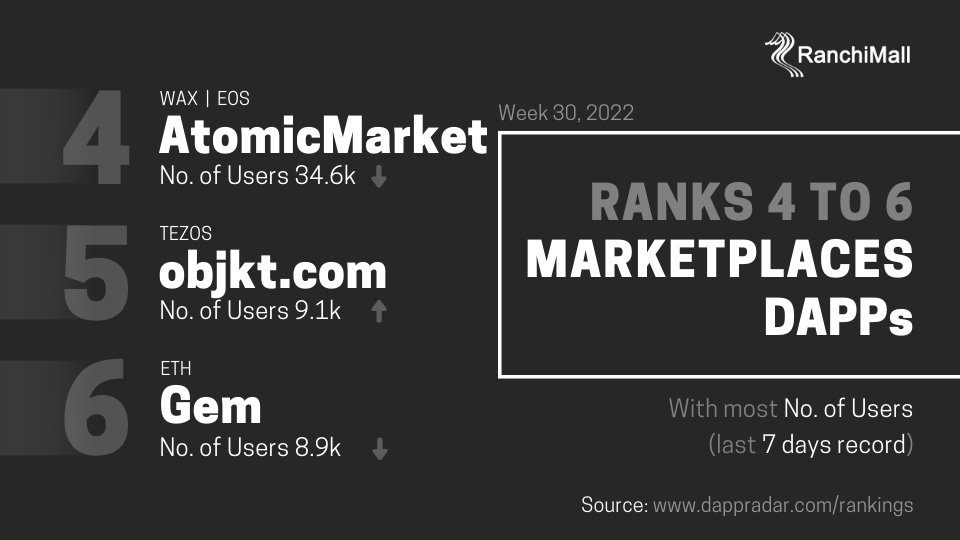 RanchiMall
4
WAX | EOS
AtomicMarket
No. of Users 34.6k
5
TEZOS
objkt.com
No. of Users 9.1k
6
ETH
Gem
No. of Users 8.9k
Week 30, 2022
RANKS 4 TO 6
MARKETPLACES
DAPPs
With most No. of Users
(last 7 days record)
Source: www.dappradar.com/rankings